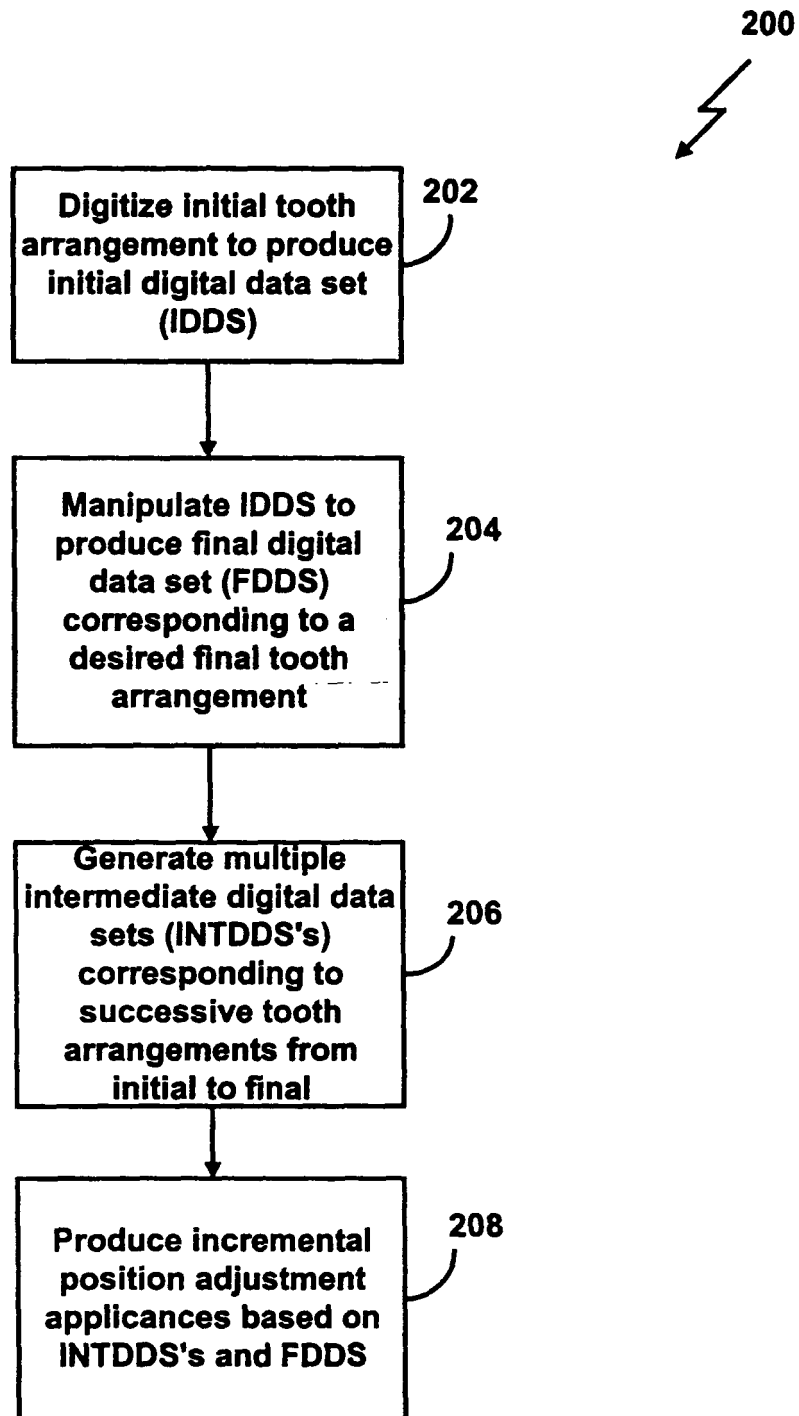 200
Digitize initial tooth
arrangement to produce
initial digital data set
(IDDS)
202
Manipulate IDDS to
produce final digital
data set (FDDS)
corresponding to a
desired final tooth
arrangement
204
Generate multiple
intermediate digital data
sets (INTDDS's)
corresponding to
successive tooth
arrangements from
initial to final
206
Produce incremental
position adjustment
applicances based on
INTDDS's and FDDS
208